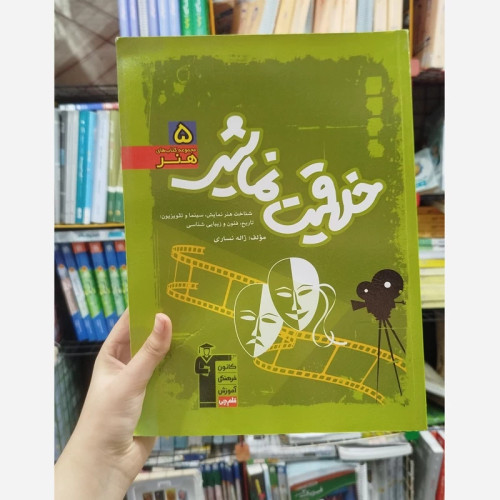 ۵
مجموعه کتاب‌های
هنر
خلاقیت نمایشی
شناخت هنر نمایش، سینما و تلویزیون؛
تاریخ، فنون و زیبایی شناسی
مؤلف: ژاله نساری
کانون
فرهنگی
آموزش
قلم‌چی